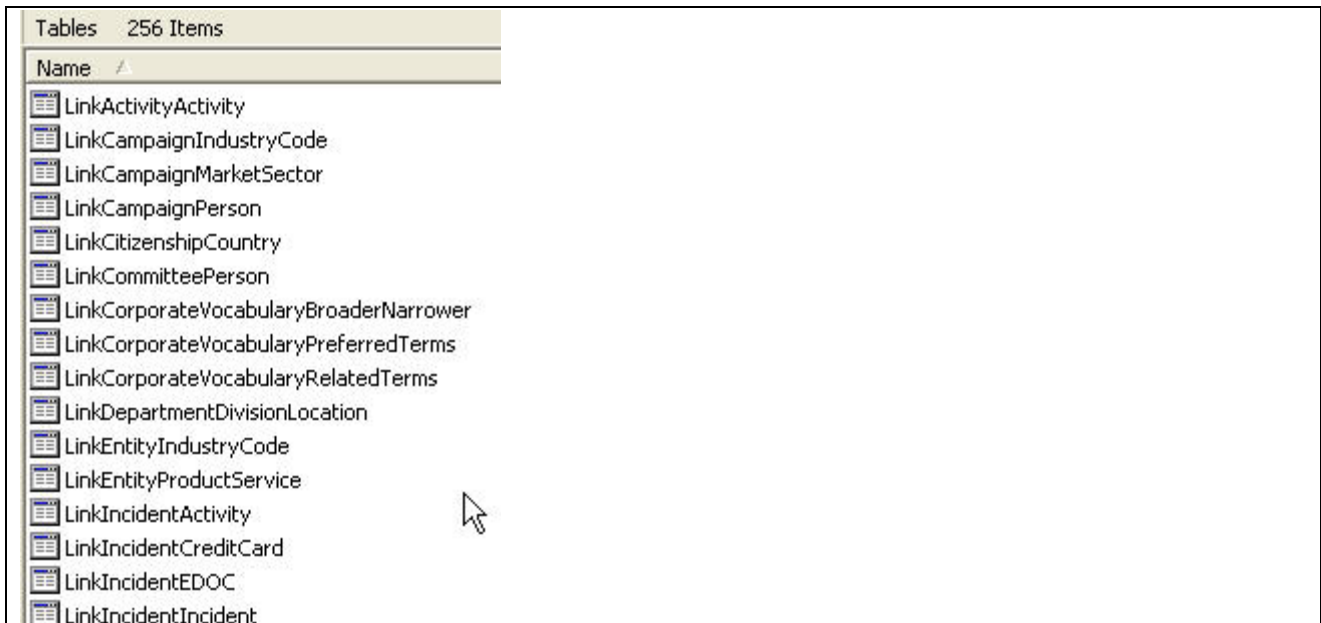 Tables 256 Items
Name
LinkActivityActivity
LinkCampaignIndustryCode
LinkCampaignMarketSector
LinkCampaignPerson
LinkCitizenshipCountry
LinkCommitteePerson
LinkCorporateVocabularyBroaderNarrower
LinkCorporateVocabularyPreferredTerms
LinkCorporateVocabularyRelatedTerms
LinkDepartmentDivisionLocation
LinkEntityIndustryCode
LinkEntityProductService
LinkIncidentActivity
LinkIncidentCreditCard
LinkIncidentEDOC
LinkIncidentIncident